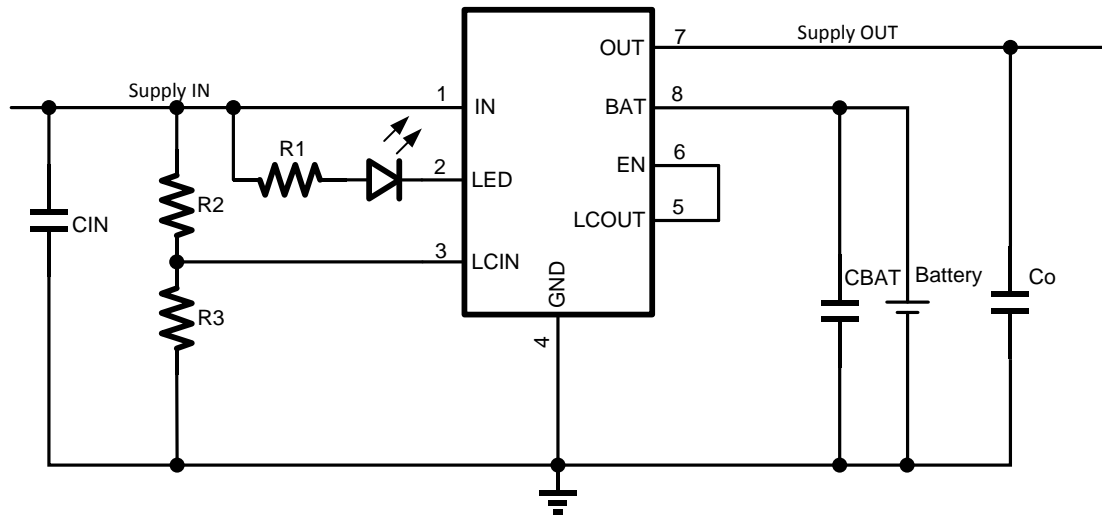 Supply OUT
7
OUT
Supply IN
1
IN
8
BAT
R1
2
LED
6
EN
5
LCOUT
R2
CIN
3
LCIN
R3
GND
4
CBAT
Battery
Co